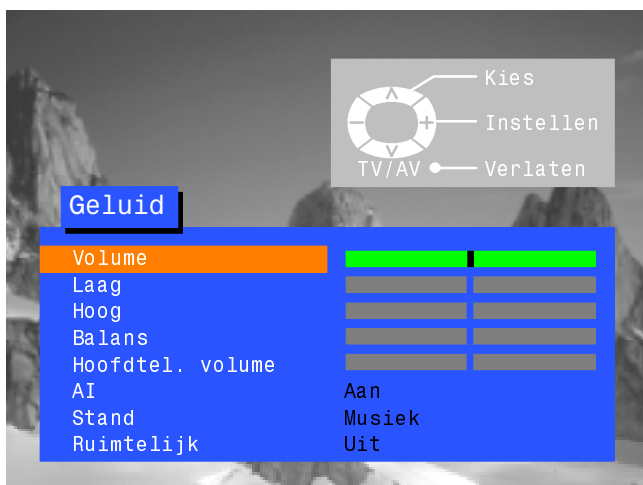 Kies
Instellen
TV/AV Verlaten
Geluid
Volume
Laag
Hoog
Balans
Hoofdtel. volume
AI Aan
Stand Musiek
Ruimtelijk Uit